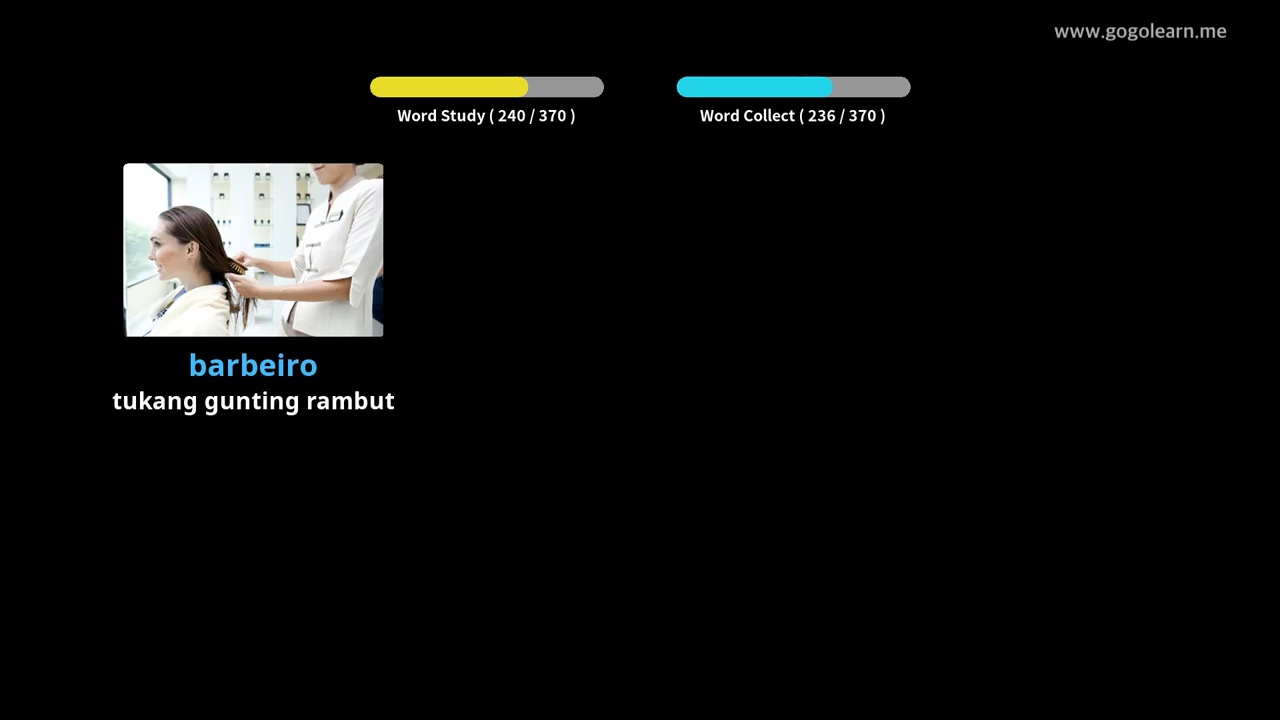 www.gogolearn.me
Word Study ( 240 / 370 )
Word Collect ( 236 / 370 )
barbeiro
tukang gunting rambut